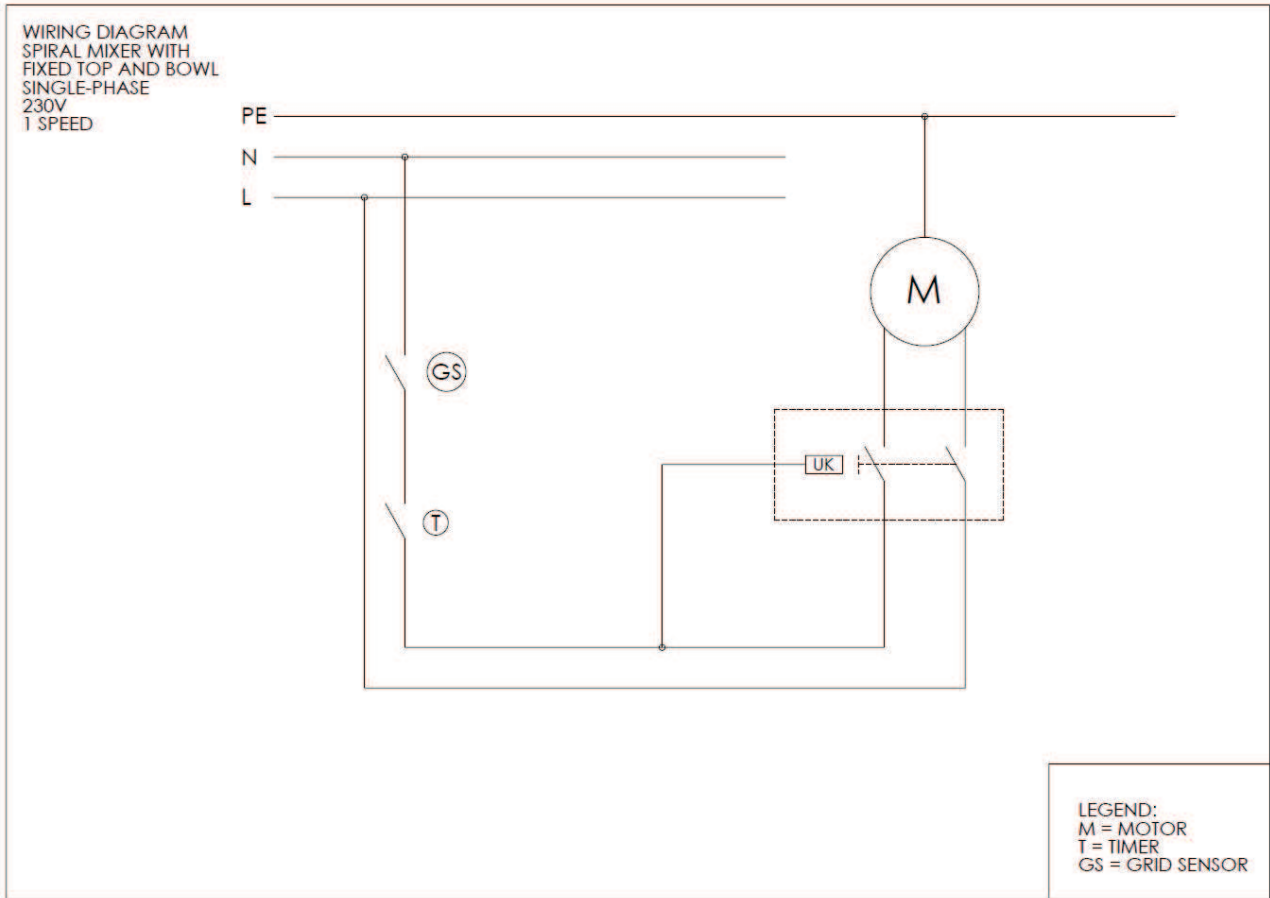 WIRING DIAGRAM
SPIRAL MIXER WITH
FIXED TOP AND BOWL
SINGLE-PHASE
230V
1 SPEED
PE
N
L
M
GS
UK
T
LEGEND:
M = MOTOR
T = TIMER
GS = GRID SENSOR